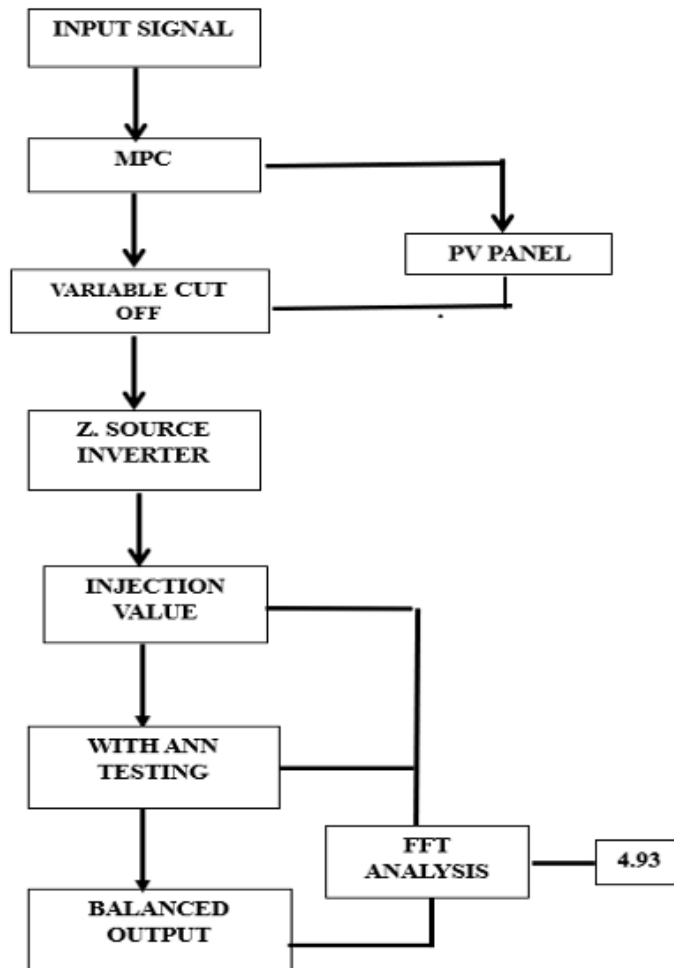 INPUT SIGNAL
MPC
PV PANEL
VARIABLE CUT
OFF
Z. SOURCE
INVERTER
INJECTION
VALUE
WITH ANN
TESTING
FFT
ANALYSIS
4.93
BALANCED
OUTPUT